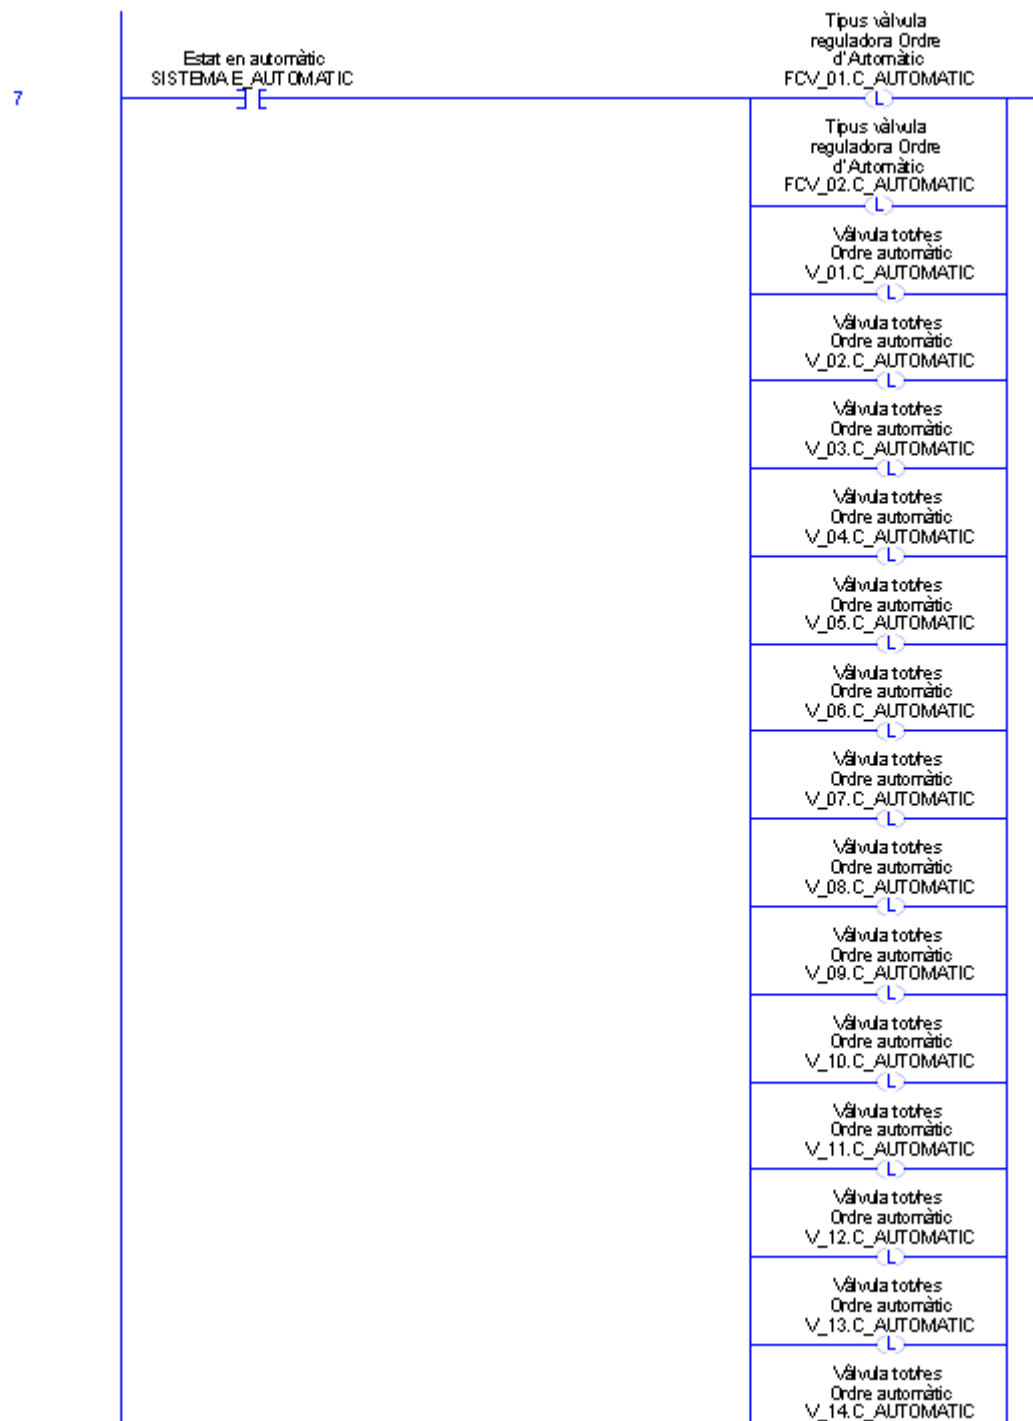 Tipus vàlvula
reguladora Ordre
d'Automàtic
FCV_01.C_AUTOMATIC
Estat en automàtic
SISTEMA.E_AUTOMATIC
7
L
Tipus vàlvula
reguladora Ordre
d'Automàtic
FCV_02.C_AUTOMATIC
L
Vàlvula tot/res
Ordre automàtic
V_01.C_AUTOMATIC
L
Vàlvula tot/res
Ordre automàtic
V_02.C_AUTOMATIC
L
Vàlvula tot/res
Ordre automàtic
V_03.C_AUTOMATIC
L
Vàlvula tot/res
Ordre automàtic
V_04.C_AUTOMATIC
L
Vàlvula tot/res
Ordre automàtic
V_05.C_AUTOMATIC
L
Vàlvula tot/res
Ordre automàtic
V_06.C_AUTOMATIC
L
Vàlvula tot/res
Ordre automàtic
V_07.C_AUTOMATIC
L
Vàlvula tot/res
Ordre automàtic
V_08.C_AUTOMATIC
L
Vàlvula tot/res
Ordre automàtic
V_09.C_AUTOMATIC
L
Vàlvula tot/res
Ordre automàtic
V_10.C_AUTOMATIC
L
Vàlvula tot/res
Ordre automàtic
V_11.C_AUTOMATIC
L
Vàlvula tot/res
Ordre automàtic
V_12.C_AUTOMATIC
L
Vàlvula tot/res
Ordre automàtic
V_13.C_AUTOMATIC
L
Vàlvula tot/res
Ordre automàtic
V_14.C_AUTOMATIC